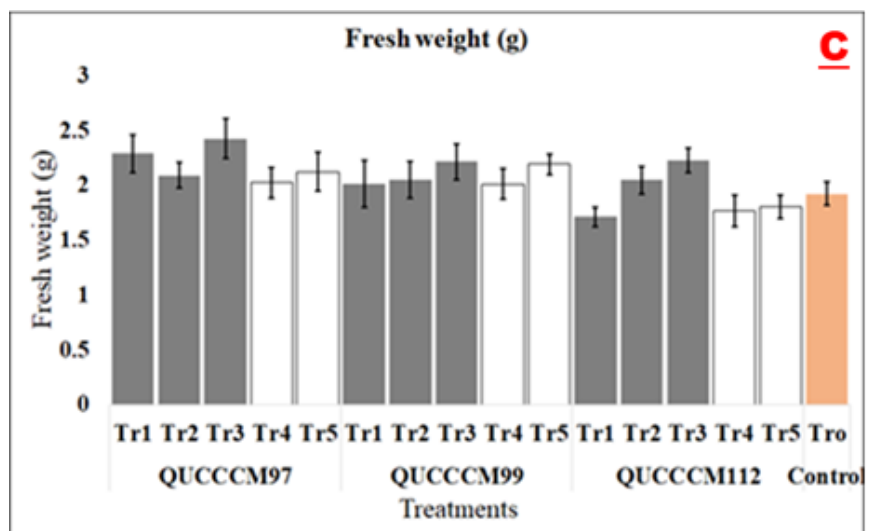 Fresh weight (g)
C
3
2.5
2
1.5
1
0.5
0
Fresh weight (g)
Tr1 Tr2 Tr3 Tr4 Tr5 Tr1 Tr2 Tr3 Tr4 Tr5 Tr1 Tr2 Tr3 Tr4 Tr5 Tro
QUCCCM97 QUCCCM99 QUCCCM112 Control
Treatments